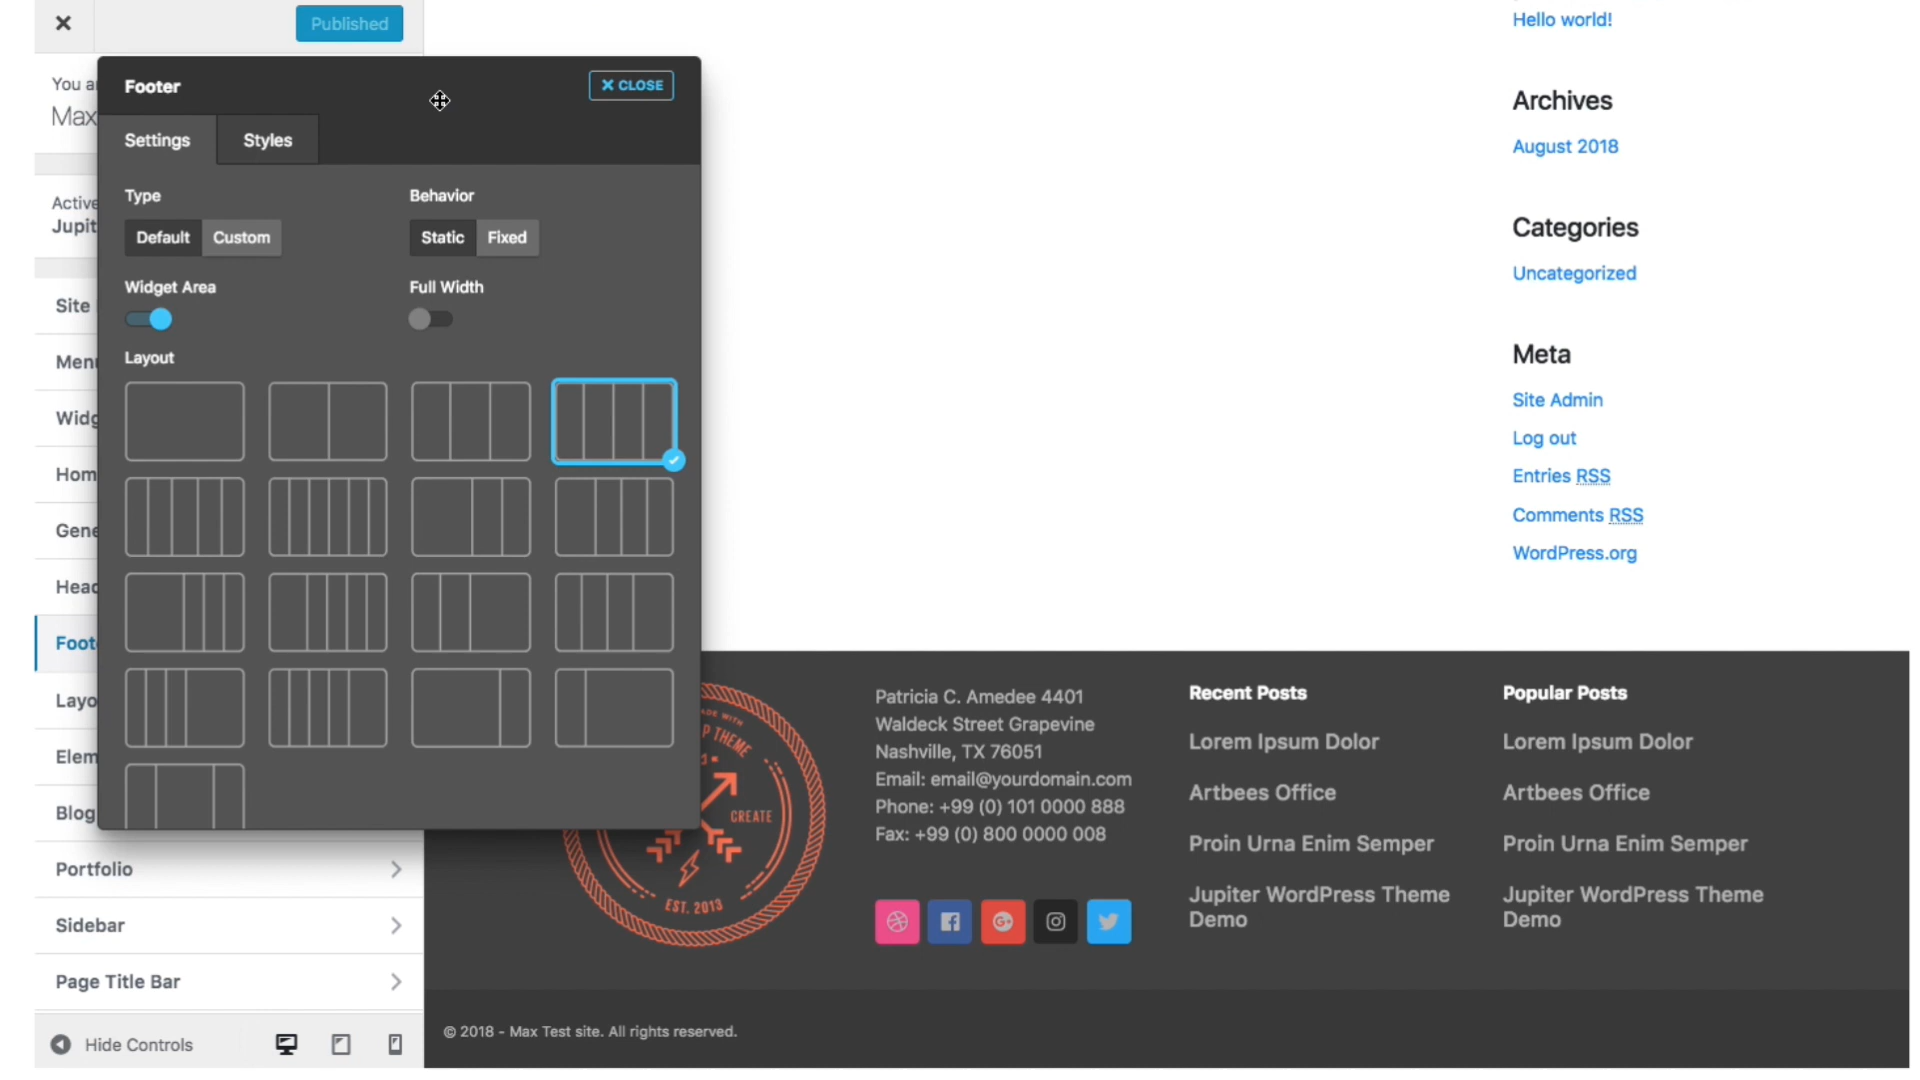 Published
You a
Max
Active
Jupit
Site
Menu
Widg
Hom
Gene
Head
Foot
Layo
Elem
Blog
Portfolio
Sidebar
Page Title Bar
Hide Controls
Footer
CLOSE
Settings
Styles
Type
Default
Custom
Behavior
Static
Fixed
Widget Area
Full Width
Layout
Hello world!
Archives
August 2018
Categories
Uncategorized
Meta
Site Admin
Log out
Entries RSS
Comments RSS
WordPress.org
ADE WITH
P THEME
CREATE
EST. 2013
Patricia C. Amedee 4401
Waldeck Street Grapevine
Nashville, TX 76051
Email: email@yourdomain.com
Phone: +99 (0) 101 0000 888
Fax: +99 (0) 800 0000 008
Recent Posts
Lorem Ipsum Dolor
Artbees Office
Proin Urna Enim Semper
Jupiter WordPress Theme
Demo
Popular Posts
Lorem Ipsum Dolor
Artbees Office
Proin Urna Enim Semper
Jupiter WordPress Theme
Demo
© 2018 - Max Test site. All rights reserved.